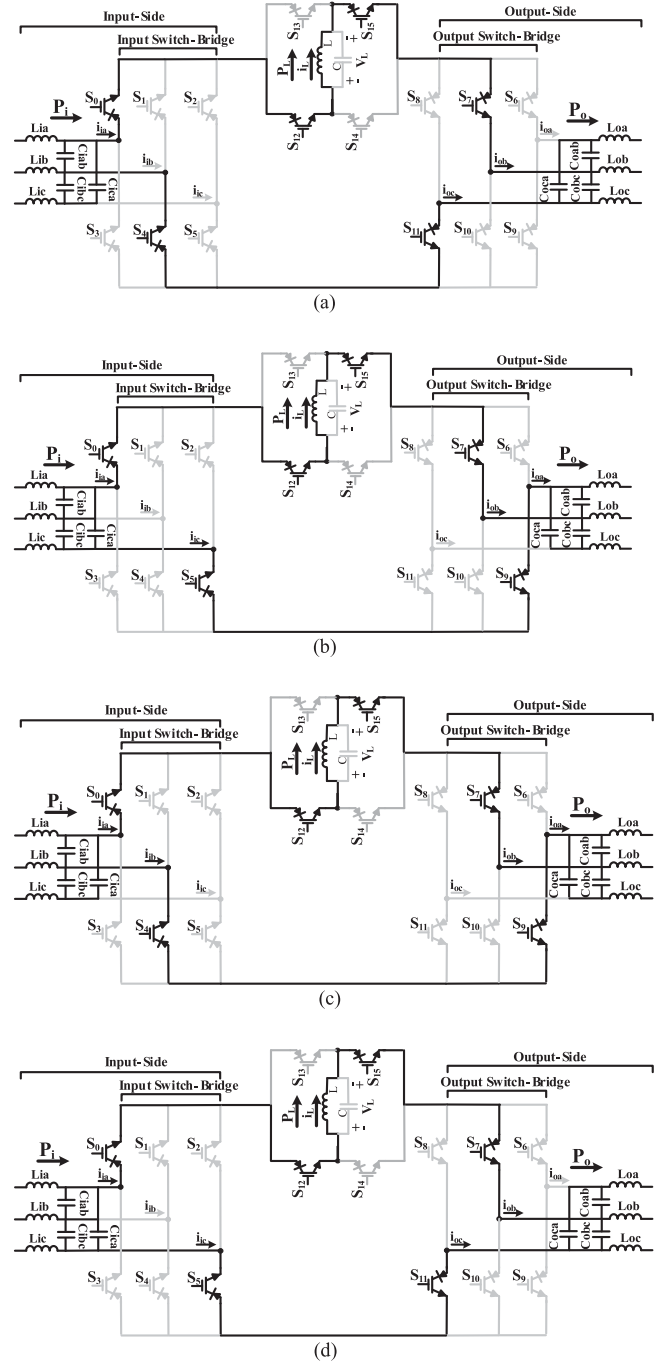 Input-Side
Output-Side
Input Switch-Bridge
Output Switch-Bridge
S13
S15
PL
iL
L
C
VL
-
+
S12
S14
S0
S1
S2
S8
S7
S6
Pi
Po
Lia
Lib
Lic
iia
iib
iic
Ciab
Cibc
Cica
ioa
iob
ioc
Coca
Coab
Cobc
Loa
Lob
Loc
S3
S4
S5
S11
S10
S9
(a)
Input-Side
Output-Side
Input Switch-Bridge
Output Switch-Bridge
S13
S15
PL
iL
L
C
VL
-
+
S12
S14
S0
S1
S2
S8
S7
S6
Pi
Po
Lia
Lib
Lic
iia
iib
iic
Ciab
Cibc
Cica
ioa
iob
ioc
Coca
Coab
Cobc
Loa
Lob
Loc
S3
S4
S5
S11
S10
S9
(b)
Input-Side
Output-Side
Input Switch-Bridge
Output Switch-Bridge
S13
S15
PL
iL
L
C
VL
-
+
S12
S14
S0
S1
S2
S8
S7
S6
Pi
Po
Lia
Lib
Lic
iia
iib
iic
Ciab
Cibc
Cica
ioa
iob
ioc
Coca
Coab
Cobc
Loa
Lob
Loc
S3
S4
S5
S11
S10
S9
(c)
Input-Side
Output-Side
Input Switch-Bridge
Output Switch-Bridge
S13
S15
PL
iL
L
C
VL
-
+
S12
S14
S0
S1
S2
S8
S7
S6
Pi
Po
Lia
Lib
Lic
iia
iib
iic
Ciab
Cibc
Cica
ioa
iob
ioc
Coca
Coab
Cobc
Loa
Lob
Loc
S3
S4
S5
S11
S10
S9
(d)